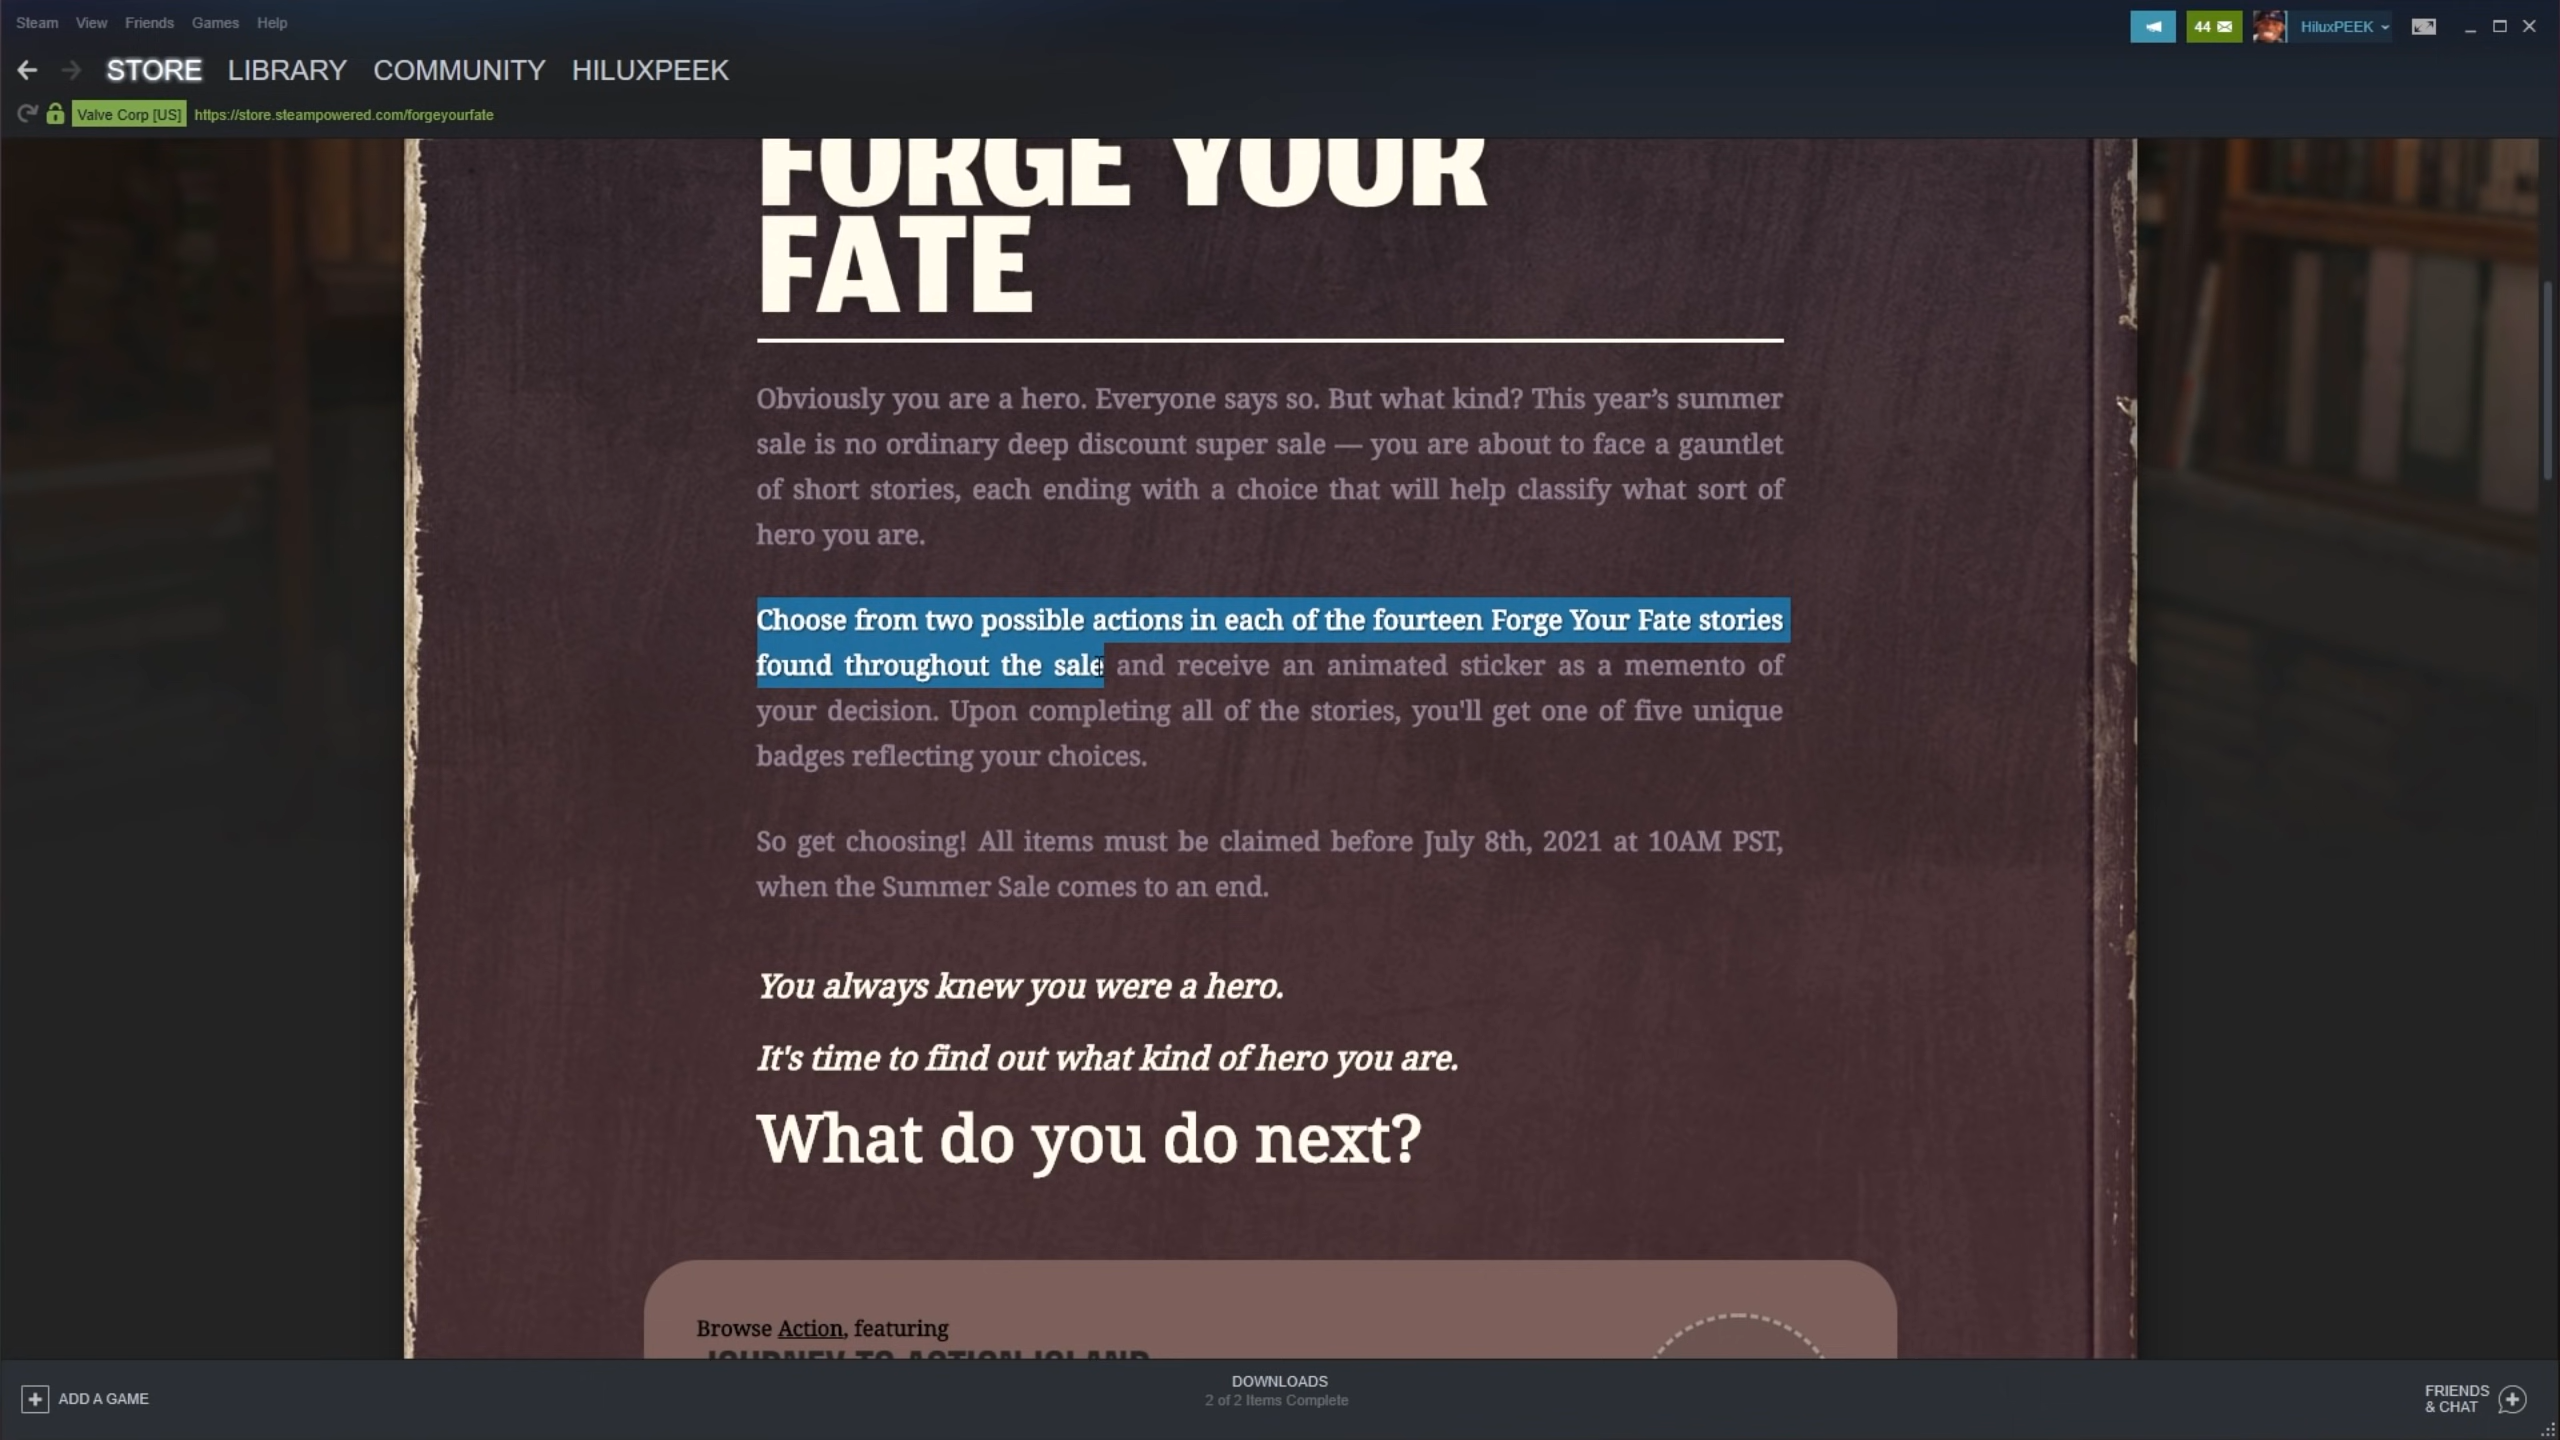 Steam View Friends Games Help
44 HiluxPEEK
STORE LIBRARY COMMUNITY HILUXPEEK
Valve Corp [US] https://store.steampowered.com/forgeyourfate
FORGE YOUR
FATE
Obviously you are a hero. Everyone says so. But what kind? This year’s summer
sale is no ordinary deep discount super sale — you are about to face a gauntlet
of short stories, each ending with a choice that will help classify what sort of
hero you are.
Choose from two possible actions in each of the fourteen Forge Your Fate stories
found throughout the sale and receive an animated sticker as a memento of
your decision. Upon completing all of the stories, you'll get one of five unique
badges reflecting your choices.
So get choosing! All items must be claimed before July 8th, 2021 at 10AM PST,
when the Summer Sale comes to an end.
You always knew you were a hero.
It's time to find out what kind of hero you are.
What do you do next?
Browse Action, featuring
JOURNEY TO ACTION ISLAND
ADD A GAME
DOWNLOADS
2 of 2 Items Complete
FRIENDS
& CHAT